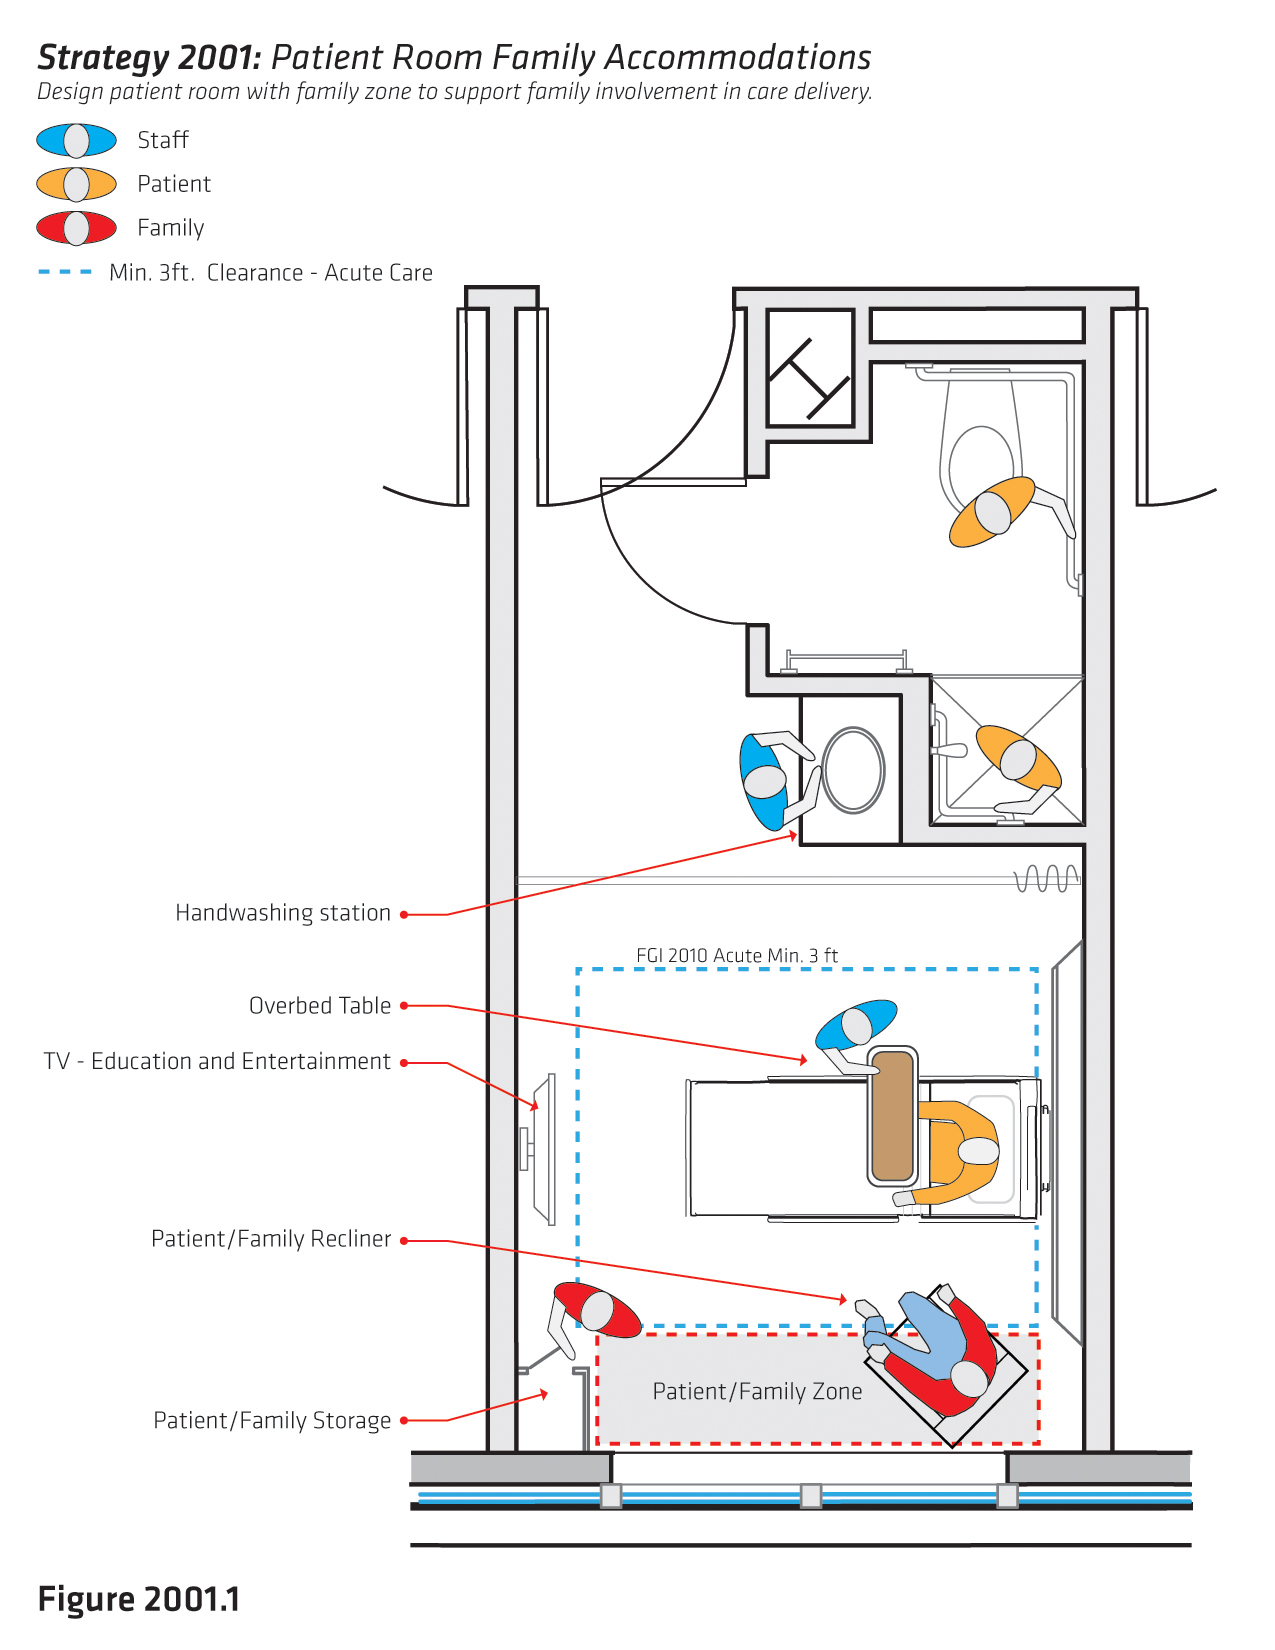 Strategy 2001: Patient Room Family Accommodations
Design patient room with family zone to support family involvement in care delivery.
Staff
Patient
Family
Min. 3ft. Clearance - Acute Care
Handwashing station
FGI 2010 Acute Min. 3 ft
Overbed Table
TV - Education and Entertainment
Patient/Family Recliner
Patient/Family Zone
Patient/Family Storage
Figure 2001.1